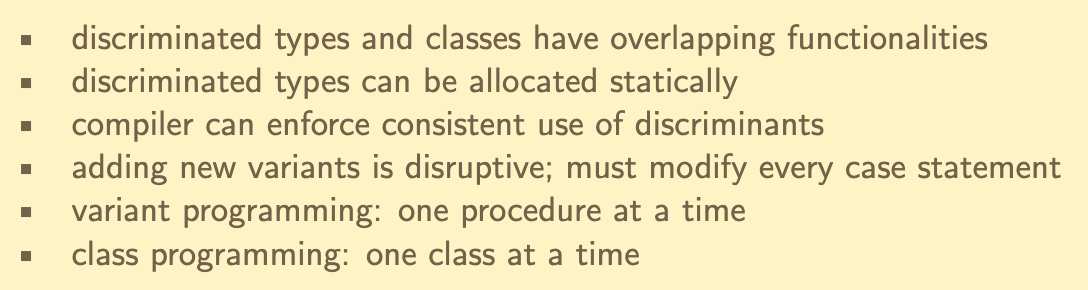 ▪ discriminated types and classes have overlapping functionalities
▪ discriminated types can be allocated statically
▪ compiler can enforce consistent use of discriminants
▪ adding new variants is disruptive; must modify every case statement
▪ variant programming: one procedure at a time
▪ class programming: one class at a time